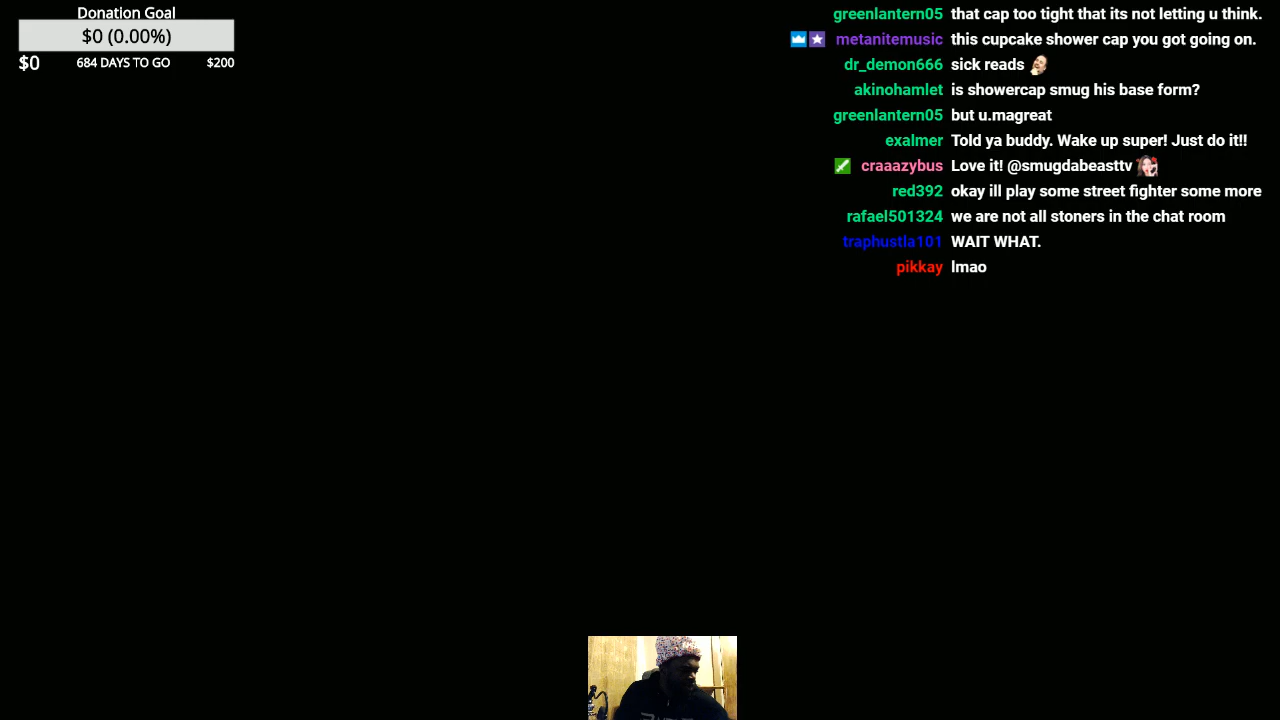 Donation Goal
$0 (0.00%)
$0 684 DAYS TO GO $200
greenlantern05 that cap too tight that its not letting u think.
metanitemusic this cupcake shower cap you got going on.
dr_demon666 sick reads
akinohamlet is showercap smug his base form?
greenlantern05 but u.magreat
exalmer Told ya buddy. Wake up super! Just do it!!
craaazybus Love it! @smugdabeasttv
red392 okay ill play some street fighter some more
rafael501324 we are not all stoners in the chat room
traphustla101 WAIT WHAT.
pikkay lmao